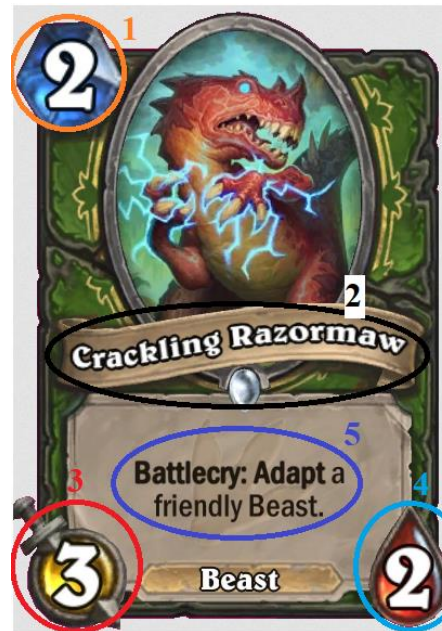 2 1
2
Crackling Razormaw
5
Battlecry: Adapt a
friendly Beast.
3 4
3 Beast 2